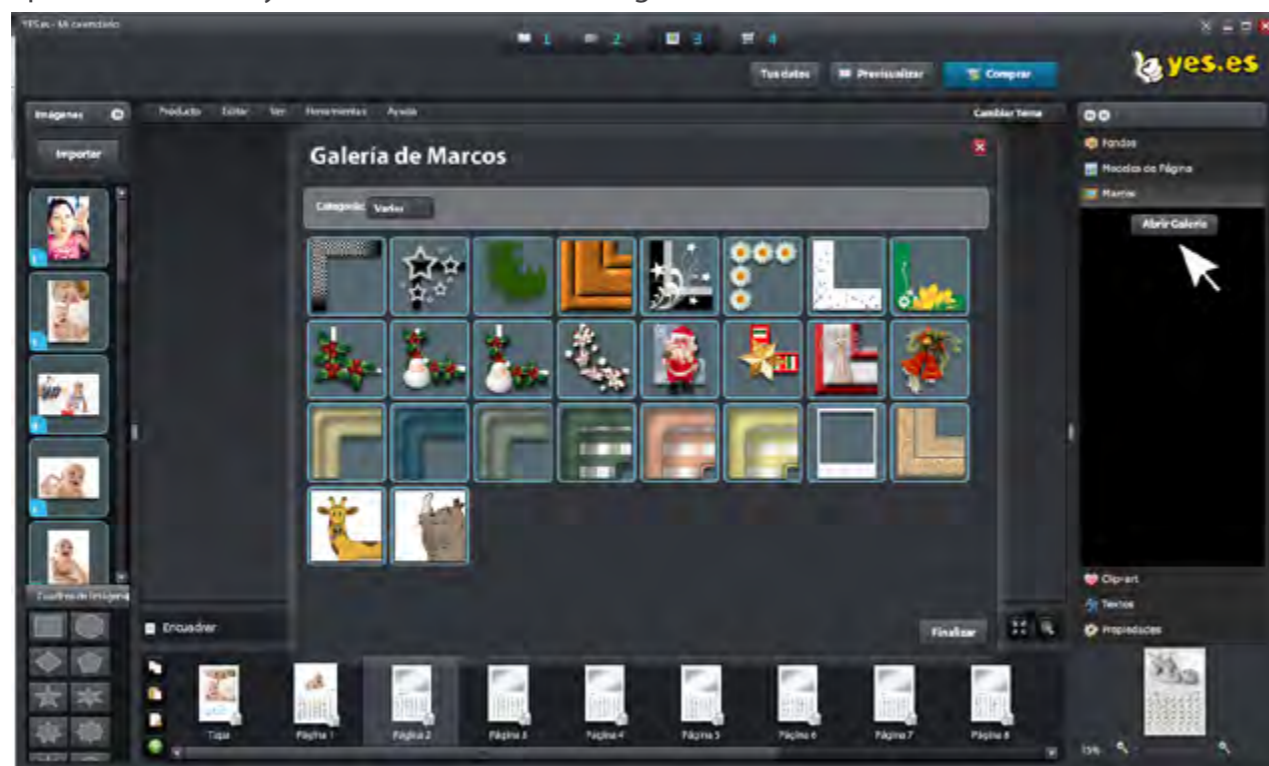 YES.es - Mi calendario
1 2 3 4
Tus datos Previsualizar Comprar
yes.es
Imágenes
Producto Editar Ver Herramientas Ayuda Cambiar Tema
Importar
Fondos
Modelos de Página
Marcos
Abrir Galería
Galería de Marcos
Categoría: Varios
Clip-art
Textos
Propiedades
Cuadros de Imágene
Encuadrar
Finalizar
Tapa Página 1 Página 2 Página 3 Página 4 Página 5 Página 6 Página 7 Página 8
15%